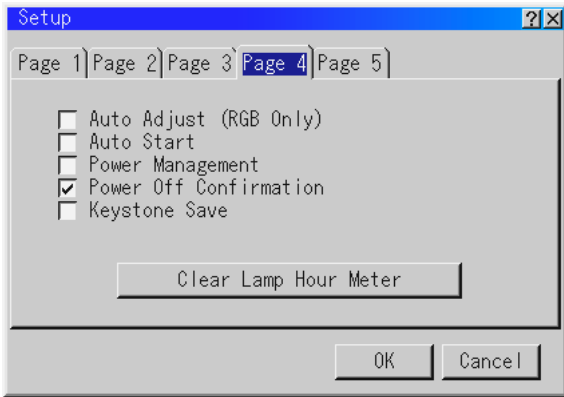 Setup
Page 1 Page 2 Page 3 Page 4 Page 5
Auto Adjust (RGB Only)
Auto Start
Power Management
Power Off Confirmation
Keystone Save
Clear Lamp Hour Meter
OK Cancel